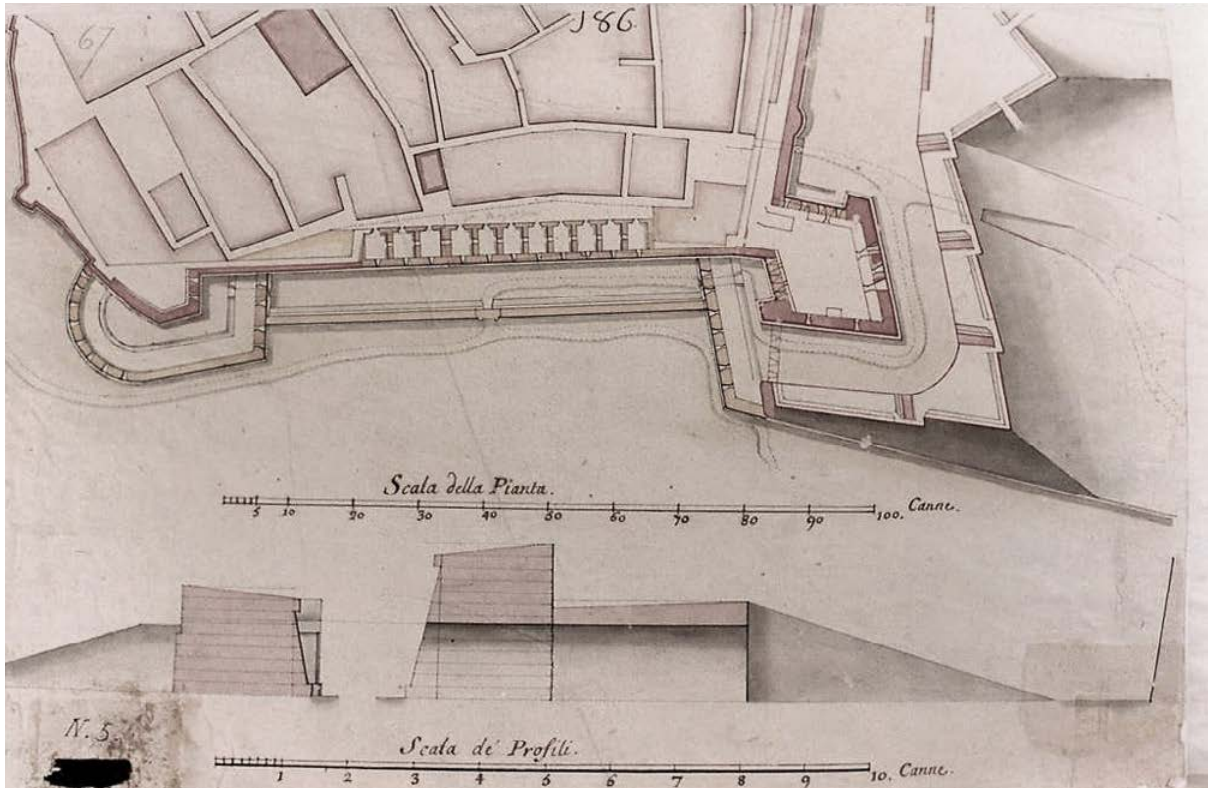 67
186.
Scala della Pianta.
5 10 20 30 40 50 60 70 80 90 100. Canne.
N. 5.
Scala de' Profili.
1 2 3 4 5 6 7 8 9 10. Canne.